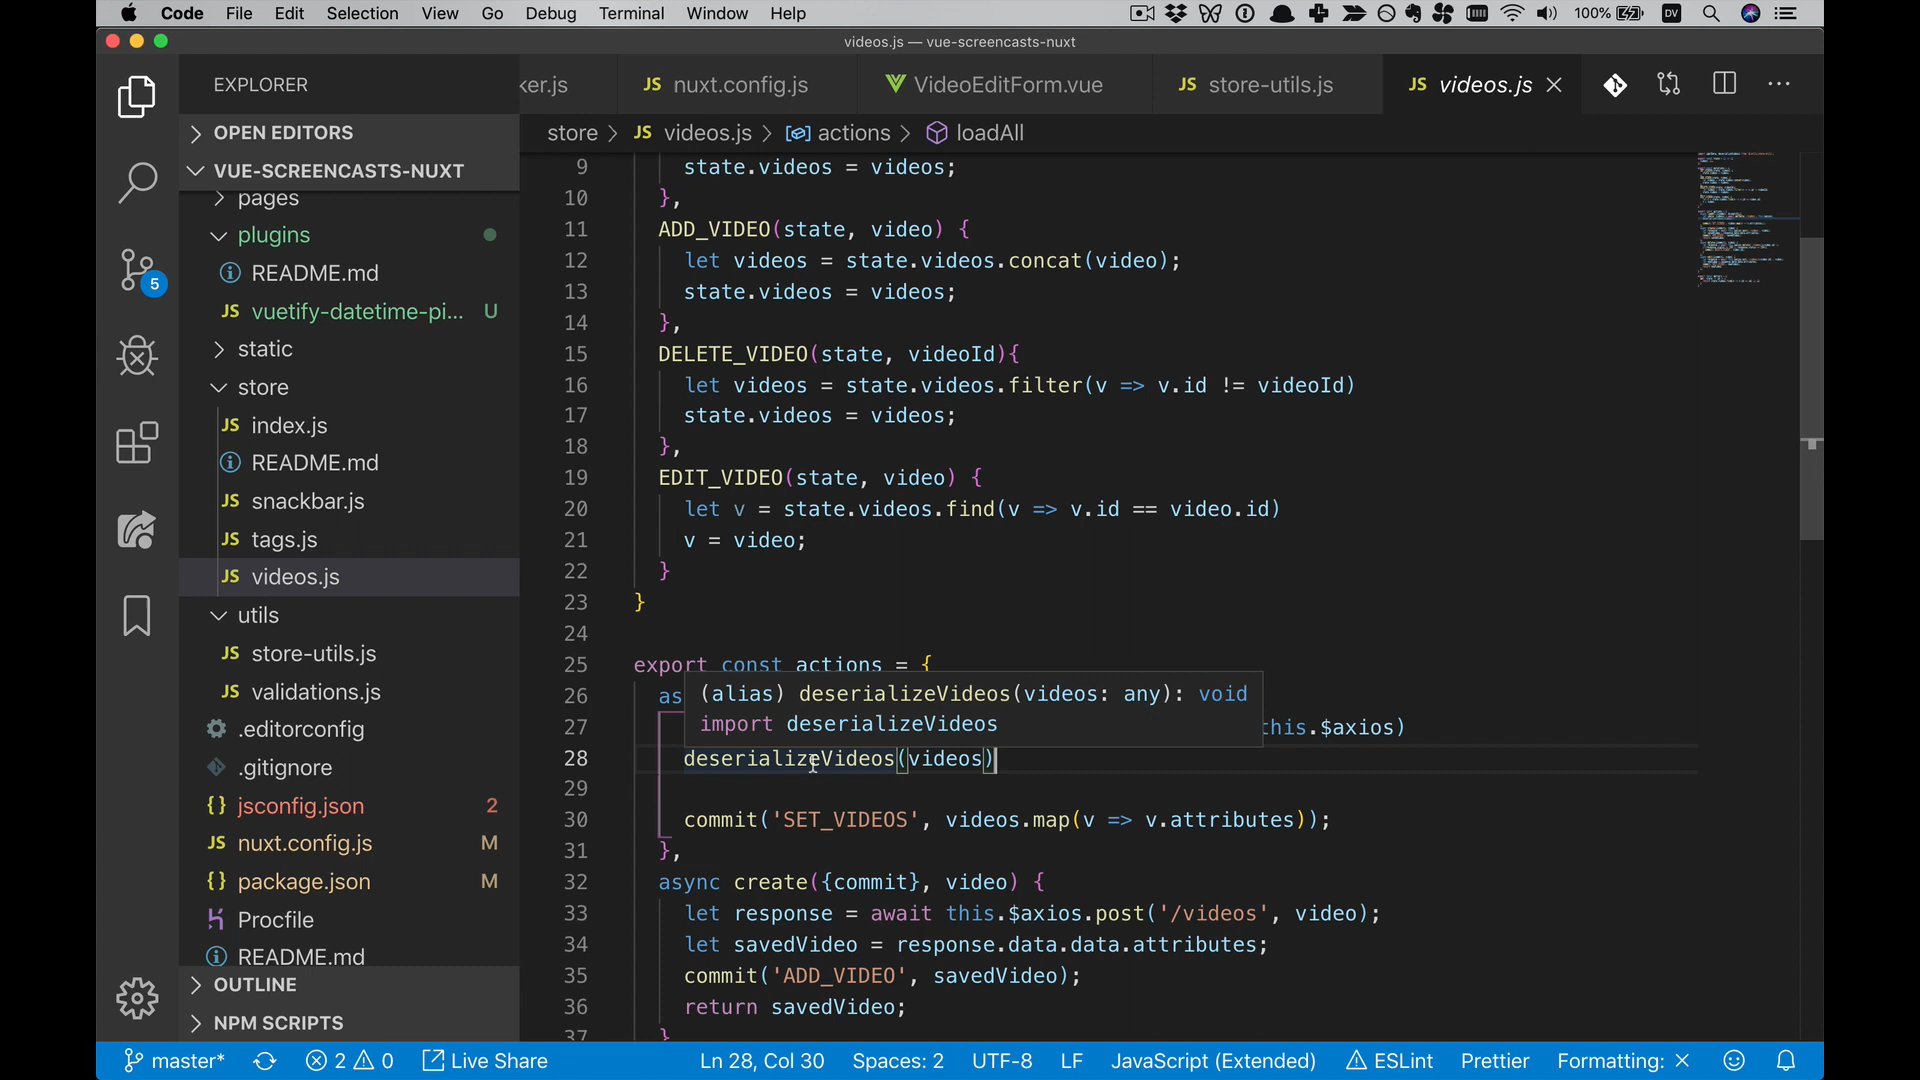 Code File Edit Selection View Go Debug Terminal Window Help 100% DV
videos.js — vue-screencasts-nuxt
EXPLORER
OPEN EDITORS
VUE-SCREENCASTS-NUXT
pages
plugins
README.md
JS vuetify-datetime-pi... U
static
store
JS index.js
README.md
JS snackbar.js
JS tags.js
JS videos.js
utils
JS store-utils.js
JS validations.js
.editorconfig
.gitignore
{} jsconfig.json 2
JS nuxt.config.js M
{} package.json M
Procfile
README.md
OUTLINE
NPM SCRIPTS
5
ker.js JS nuxt.config.js VideoEditForm.vue JS store-utils.js JS videos.js
store > JS videos.js > actions > loadAll
9 state.videos = videos;
10 },
11 ADD_VIDEO(state, video) {
12 let videos = state.videos.concat(video);
13 state.videos = videos;
14 },
15 DELETE_VIDEO(state, videoId){
16 let videos = state.videos.filter(v => v.id != videoId)
17 state.videos = videos;
18 },
19 EDIT_VIDEO(state, video) {
20 let v = state.videos.find(v => v.id == video.id)
21 v = video;
22 }
23 }
24
25 export const actions = {
26 as
(alias) deserializeVideos(videos: any): void
import deserializeVideos
27 this.$axios)
28 deserializeVideos(videos)
29
30 commit('SET_VIDEOS', videos.map(v => v.attributes));
31 },
32 async create({commit}, video) {
33 let response = await this.$axios.post('/videos', video);
34 let savedVideo = response.data.data.attributes;
35 commit('ADD_VIDEO', savedVideo);
36 return savedVideo;
37 }
master* 2 0 Live Share Ln 28, Col 30 Spaces: 2 UTF-8 LF JavaScript (Extended) ESLint Prettier Formatting: ×